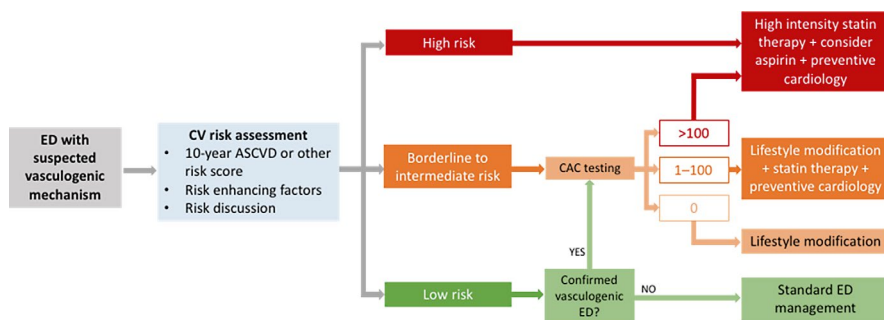 ED with
suspected
vasculogenic
mechanism
CV risk assessment
• 10-year ASCVD or other
risk score
• Risk enhancing factors
• Risk discussion
High risk
High intensity statin
therapy + consider
aspirin + preventive
cardiology
Borderline to
intermediate risk
CAC testing
>100
1–100
0
Lifestyle modification
+ statin therapy +
preventive cardiology
Lifestyle modification
YES
Low risk
Confirmed
vasculogenic
ED?
NO
Standard ED
management